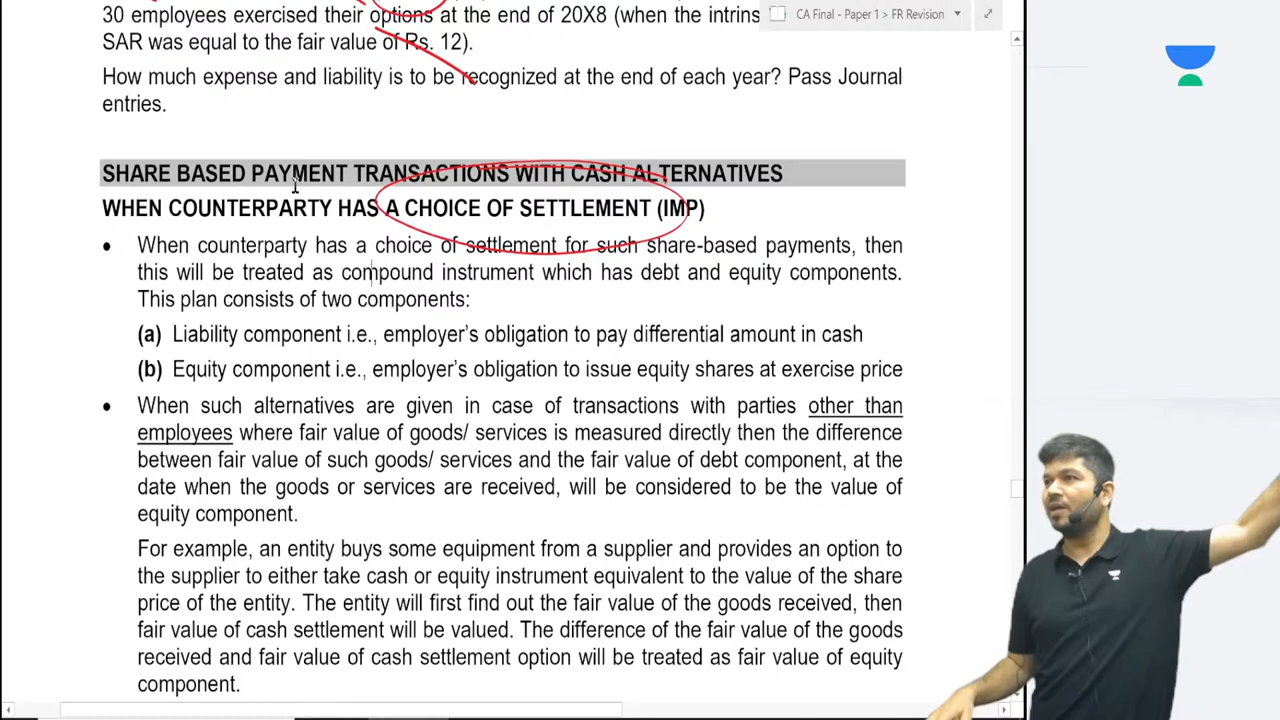 30 employees exercised their options at the end of 20X8 (when the intrins
CA Final - Paper 1 > FR Revision
SAR was equal to the fair value of Rs. 12).
How much expense and liability is to be recognized at the end of each year? Pass Journal
entries.
SHARE BASED PAYMENT TRANSACTIONS WITH CASH ALTERNATIVES
WHEN COUNTERPARTY HAS A CHOICE OF SETTLEMENT (IMP)
• When counterparty has a choice of settlement for such share-based payments, then
this will be treated as compound instrument which has debt and equity components.
This plan consists of two components:
(a) Liability component i.e., employer's obligation to pay differential amount in cash
(b) Equity component i.e., employer's obligation to issue equity shares at exercise price
• When such alternatives are given in case of transactions with parties other than
employees where fair value of goods/ services is measured directly then the difference
between fair value of such goods/ services and the fair value of debt component, at the
date when the goods or services are received, will be considered to be the value of
equity component.
For example, an entity buys some equipment from a supplier and provides an option to
the supplier to either take cash or equity instrument equivalent to the value of the share
price of the entity. The entity will first find out the fair value of the goods received, then
fair value of cash settlement will be valued. The difference of the fair value of the goods
received and fair value of cash settlement option will be treated as fair value of equity
component.